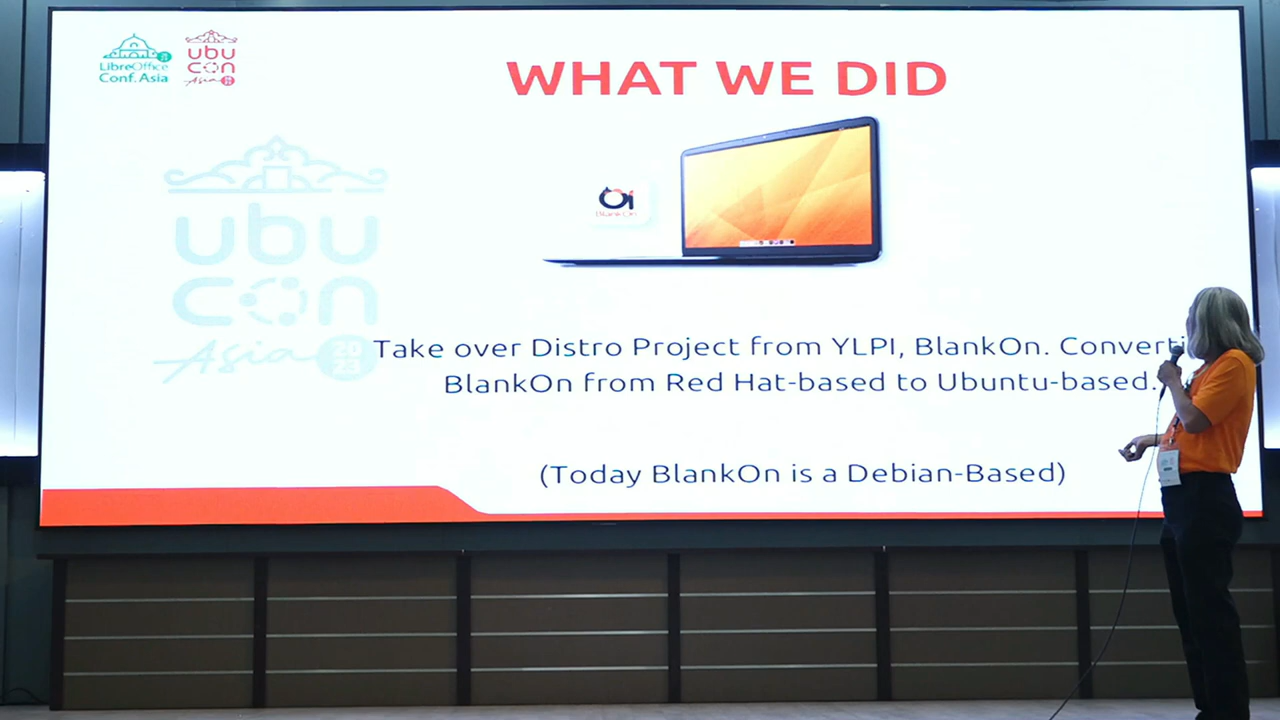 LibreOffice
Conf.Asia
ubu
con
Asia
WHAT WE DID
BlankOn
ubu
con
Asia 2023
Take over Distro Project from YLPI, BlankOn. Converti
BlankOn from Red Hat-based to Ubuntu-based.
(Today BlankOn is a Debian-Based)